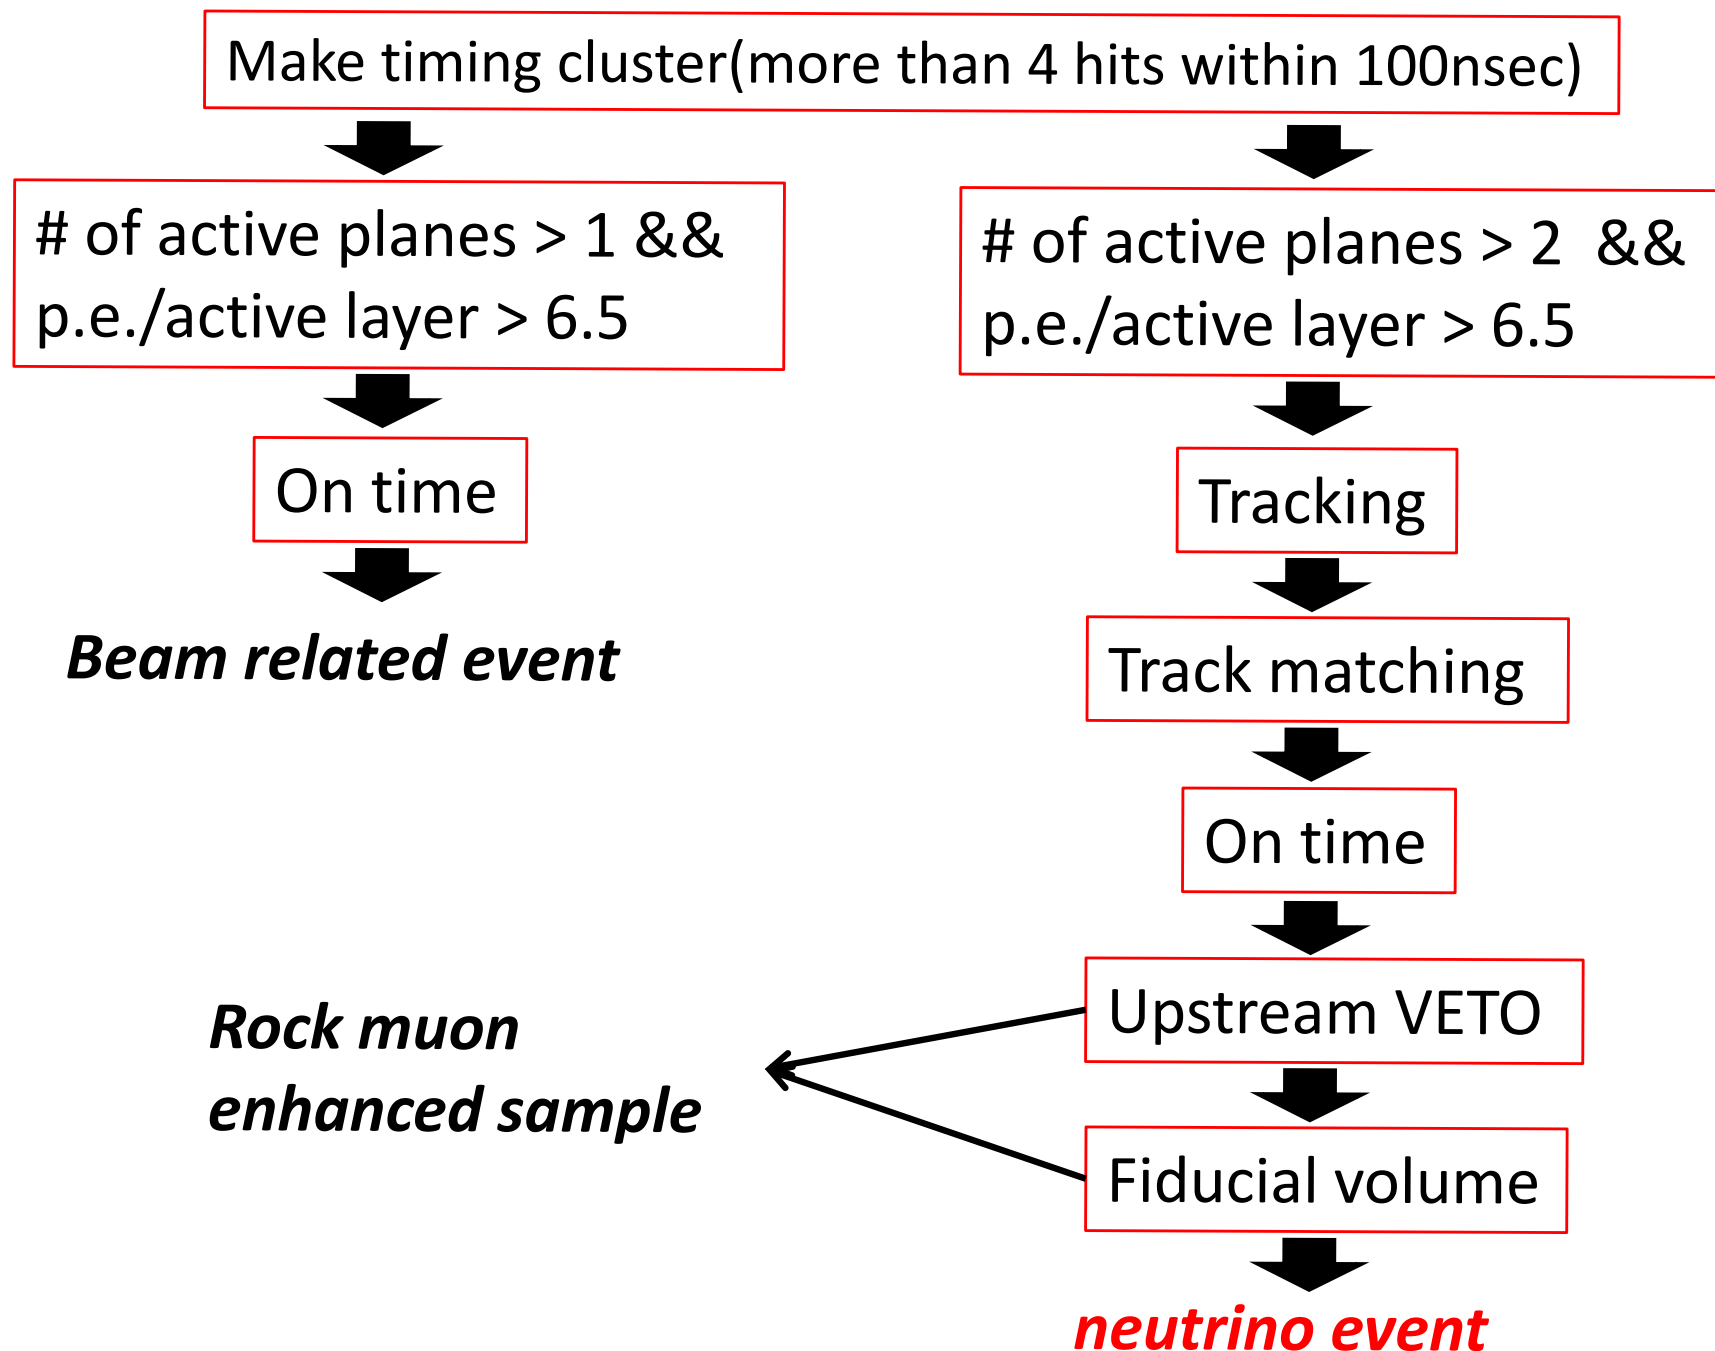 Make timing cluster(more than 4 hits within 100nsec)
# of active planes > 1 &&
p.e./active layer > 6.5
On time
Beam related event
# of active planes > 2 &&
p.e./active layer > 6.5
Tracking
Track matching
On time
Upstream VETO
Fiducial volume
Rock muon
enhanced sample
neutrino event